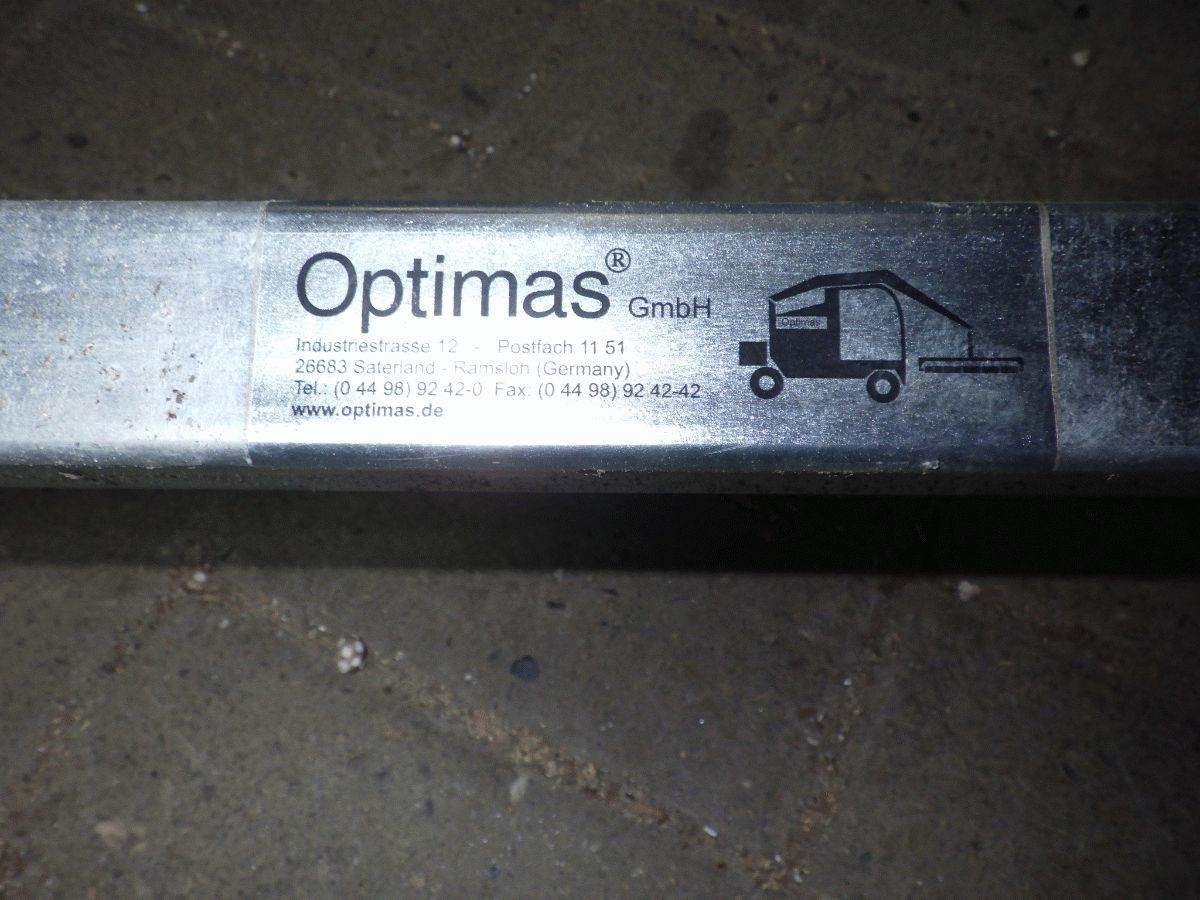 Optimas® GmbH
Industriestrasse 12 - Postfach 11 51
26683 Saterland - Ramsloh (Germany)
Tel.: (0 44 98) 92 42-0 Fax: (0 44 98) 92 42-42
www.optimas.de
Optimas